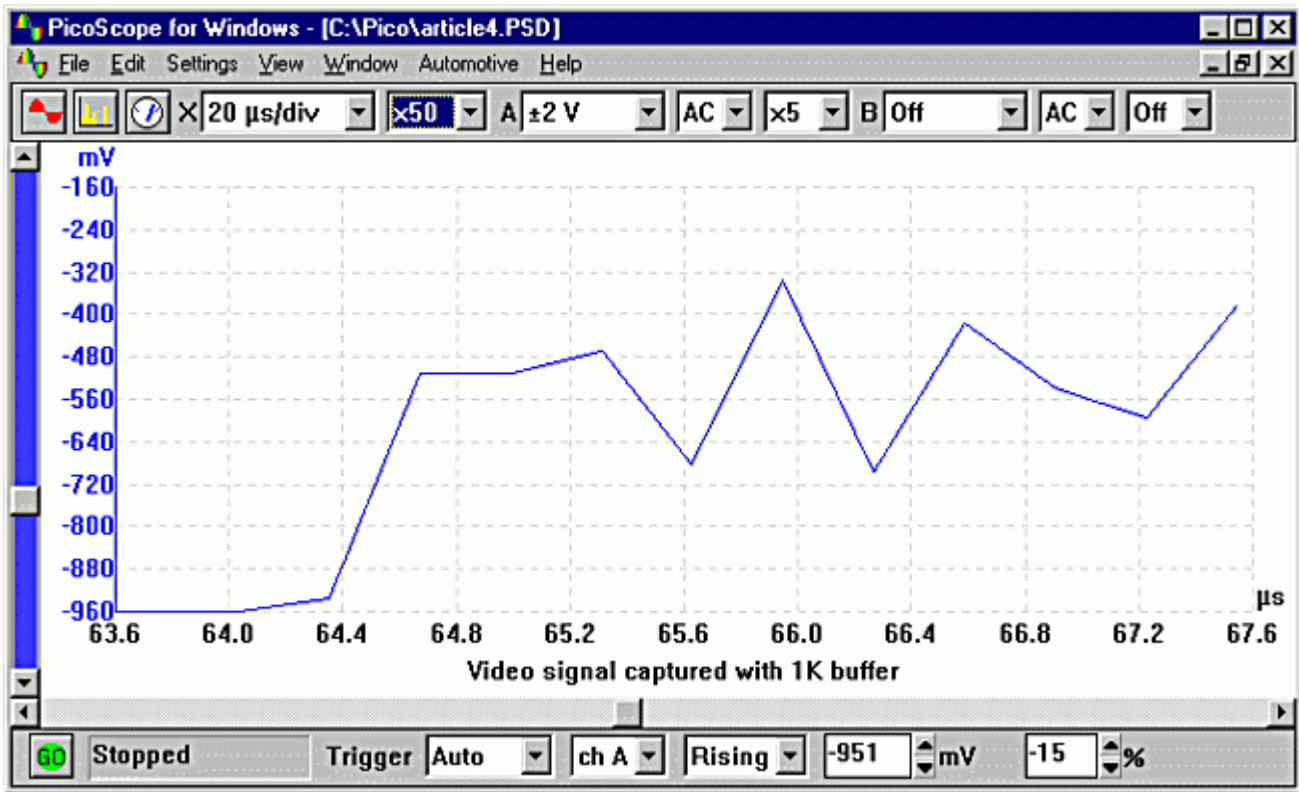 PicoScope for Windows - [C:\Pico\article4.PSD]
File Edit Settings View Window Automotive Help
X 20 µs/div x50 A ±2 V AC x5 B Off AC Off
mV
-160
-240
-320
-400
-480
-560
-640
-720
-800
-880
-960
µs
63.6 64.0 64.4 64.8 65.2 65.6 66.0 66.4 66.8 67.2 67.6
Video signal captured with 1K buffer
GO Stopped Trigger Auto ch A Rising -951 mV -15 %